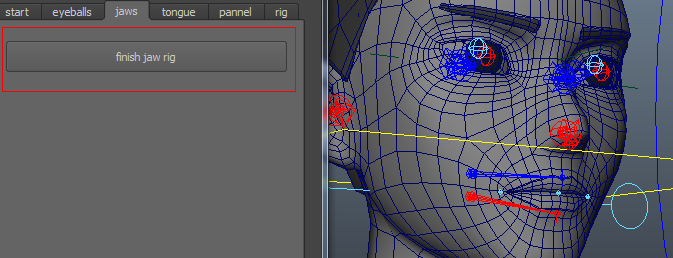 start eyeballs jaws tongue pannel rig
finish jaw rig